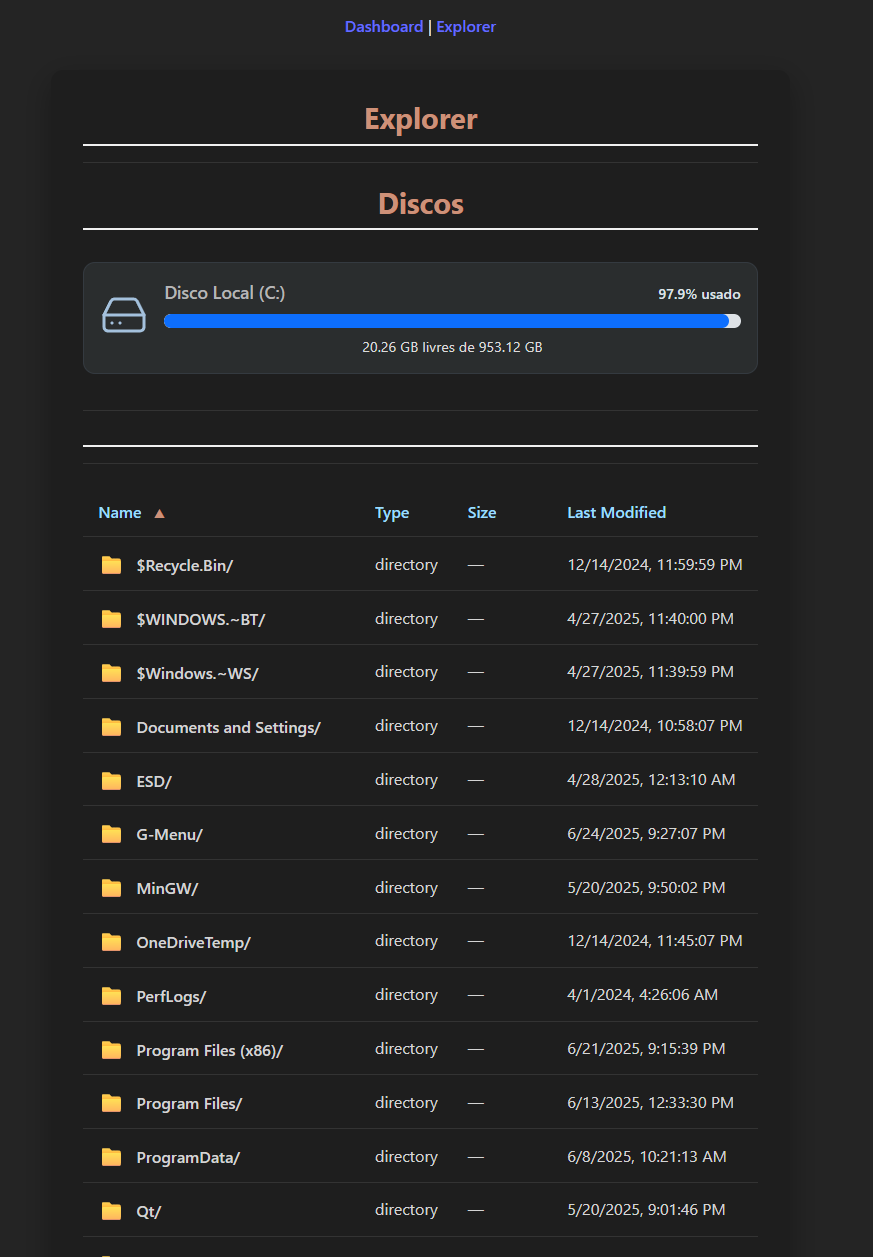 Dashboard | Explorer
Explorer
Discos
Disco Local (C:) 97.9% usado
20.26 GB livres de 953.12 GB
Name ▲ Type Size Last Modified
$Recycle.Bin/ directory — 12/14/2024, 11:59:59 PM
$WINDOWS.~BT/ directory — 4/27/2025, 11:40:00 PM
$Windows.~WS/ directory — 4/27/2025, 11:39:59 PM
Documents and Settings/ directory — 12/14/2024, 10:58:07 PM
ESD/ directory — 4/28/2025, 12:13:10 AM
G-Menu/ directory — 6/24/2025, 9:27:07 PM
MinGW/ directory — 5/20/2025, 9:50:02 PM
OneDriveTemp/ directory — 12/14/2024, 11:45:07 PM
PerfLogs/ directory — 4/1/2024, 4:26:06 AM
Program Files (x86)/ directory — 6/21/2025, 9:15:39 PM
Program Files/ directory — 6/13/2025, 12:33:30 PM
ProgramData/ directory — 6/8/2025, 10:21:13 AM
Qt/ directory — 5/20/2025, 9:01:46 PM